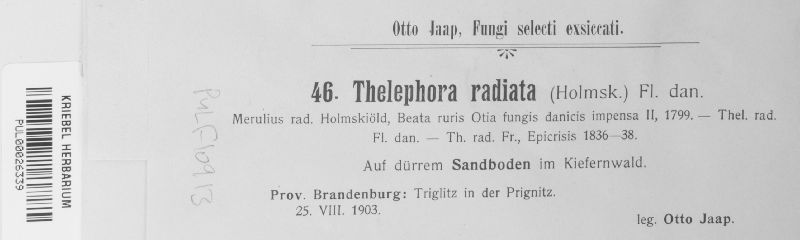 Otto Jaap, Fungi selecti exsiccati.
46. Thelephora radiata (Holmsk.) Fl. dan.
Merulius rad. Holmskiöld, Beata ruris Otia fungis danicis impensa II, 1799. — Thel. rad.
Fl. dan. — Th. rad. Fr., Epicrisis 1836—38.
Auf dürrem Sandboden im Kiefernwald.
Prov. Brandenburg: Triglitz in der Prignitz.
25. VIII. 1903.
leg. Otto Jaap.
KRIEBEL HERBARIUM
PUL00026339
PULF10913